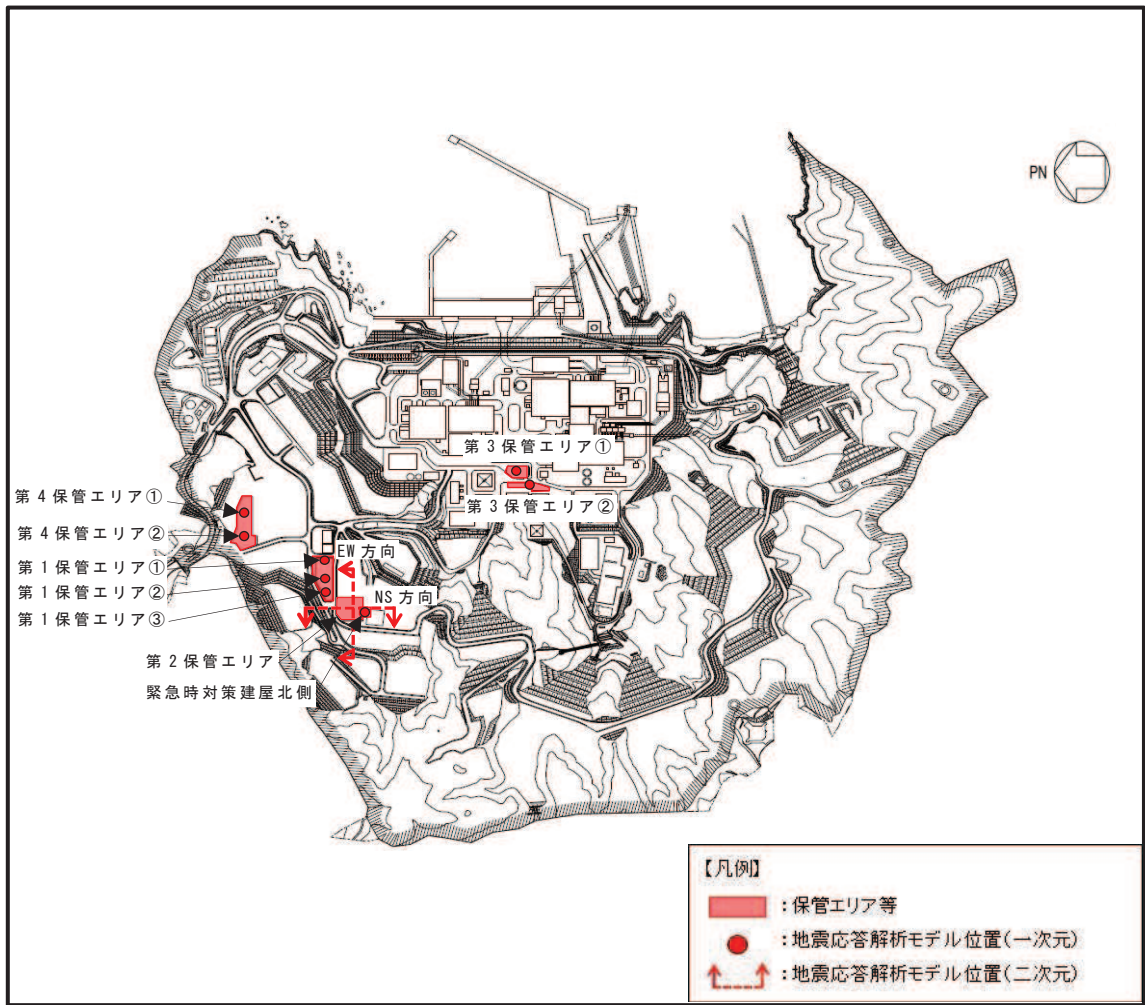 PN
第3保管エリア①
第3保管エリア②
第4保管エリア①
第4保管エリア②
第1保管エリア①
第1保管エリア②
第1保管エリア③
EW方向
NS方向
第2保管エリア
緊急時対策建屋北側
【凡例】
:保管エリア等
:地震応答解析モデル位置(一次元)
:地震応答解析モデル位置(二次元)